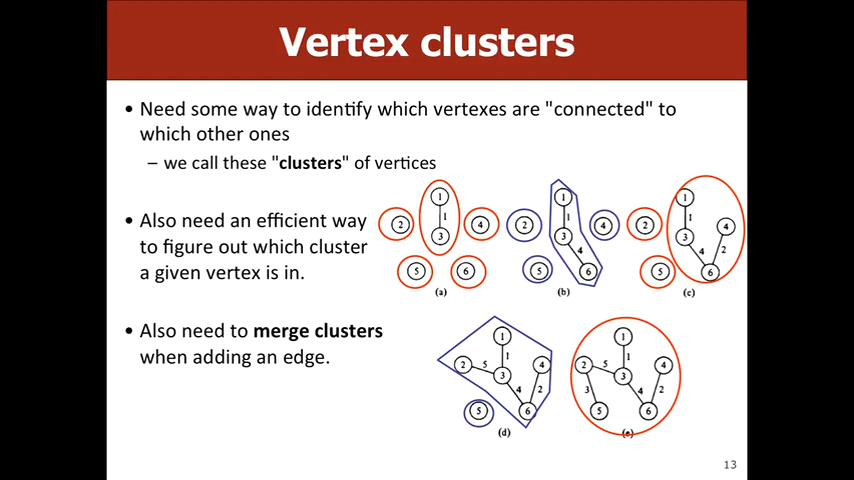 Vertex clusters
• Need some way to identify which vertexes are "connected" to
which other ones
– we call these "clusters" of vertices
• Also need an efficient way
to figure out which cluster
a given vertex is in.
• Also need to merge clusters
when adding an edge.
1
2 1 4
3
5 6
(a)
1
2 1 4
3
4
5 6
(b)
1
2 1 4
3
4 2
5 6
(c)
1
1
2 5 3 4
4 2
5 6
(d)
1
1
2 5 3 4
3 4 2
5 6
(e)
13